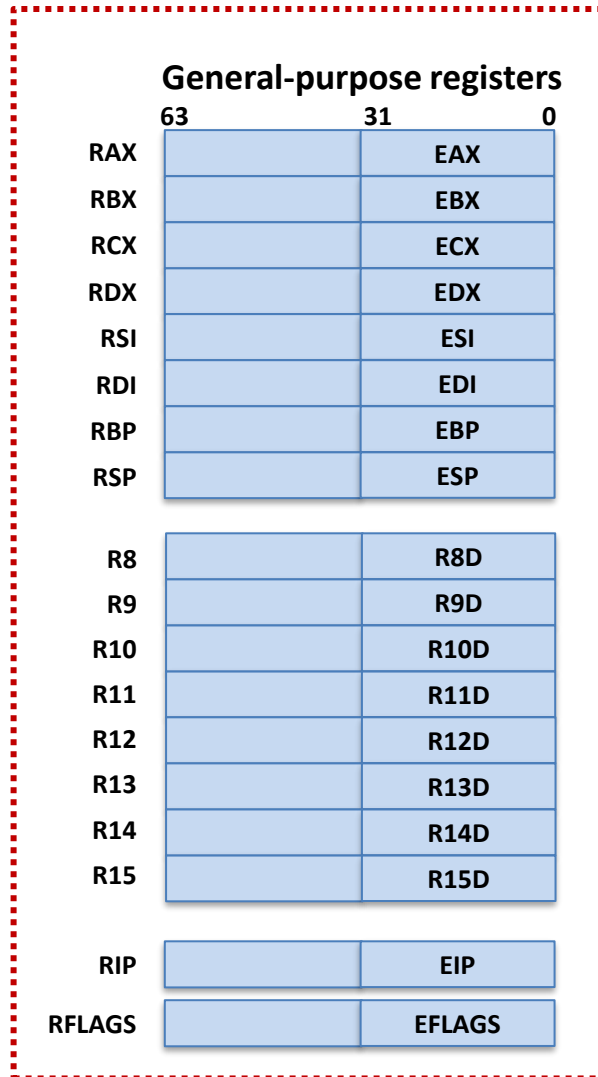 General-purpose registers
63 31 0
RAX EAX
RBX EBX
RCX ECX
RDX EDX
RSI ESI
RDI EDI
RBP EBP
RSP ESP
R8 R8D
R9 R9D
R10 R10D
R11 R11D
R12 R12D
R13 R13D
R14 R14D
R15 R15D
RIP EIP
RFLAGS EFLAGS